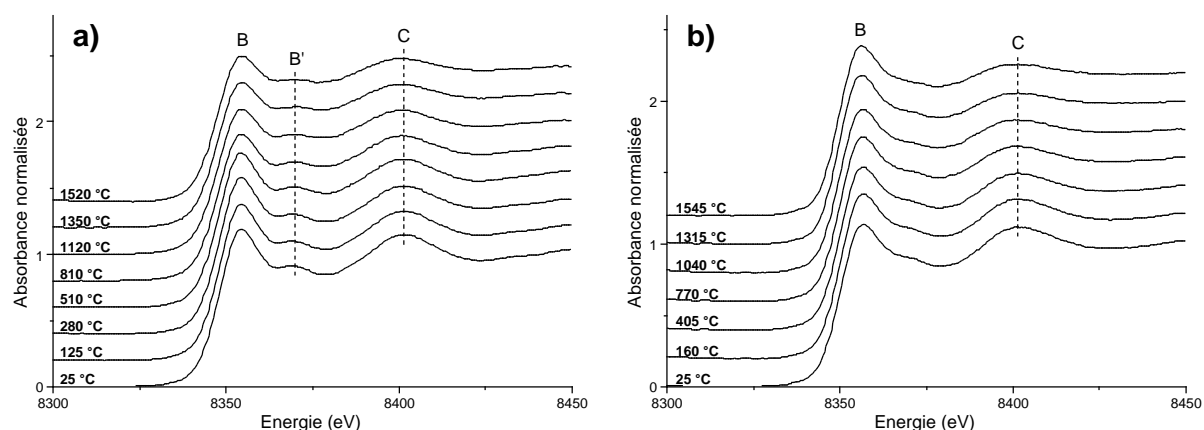 a)
B
B'
C
Absorbance normalisée
2
1
0
1520 °C
1350 °C
1120 °C
810 °C
510 °C
280 °C
125 °C
25 °C
8300
8350
8400
8450
Energie (eV)
b)
B
C
Absorbance normalisée
2
1
0
1545 °C
1315 °C
1040 °C
770 °C
405 °C
160 °C
25 °C
8300
8350
8400
8450
Energie (eV)